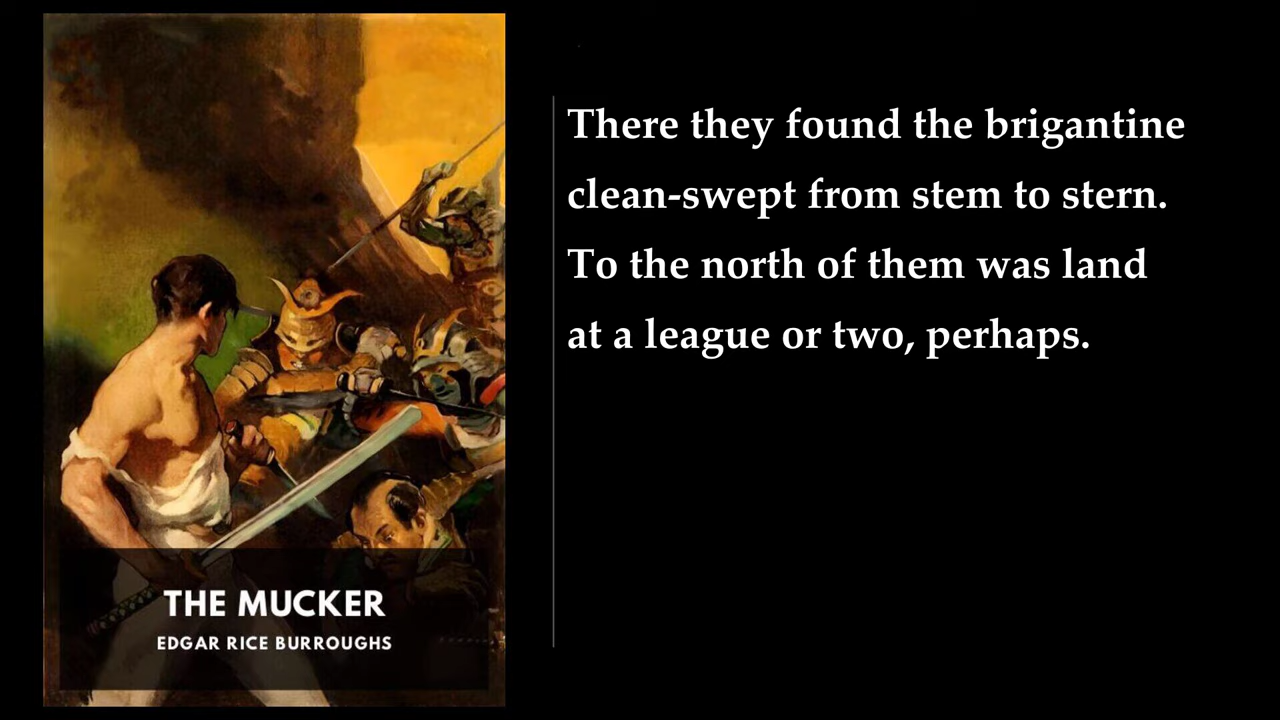 THE MUCKER
EDGAR RICE BURROUGHS
There they found the brigantine
clean-swept from stem to stern.
To the north of them was land
at a league or two, perhaps.